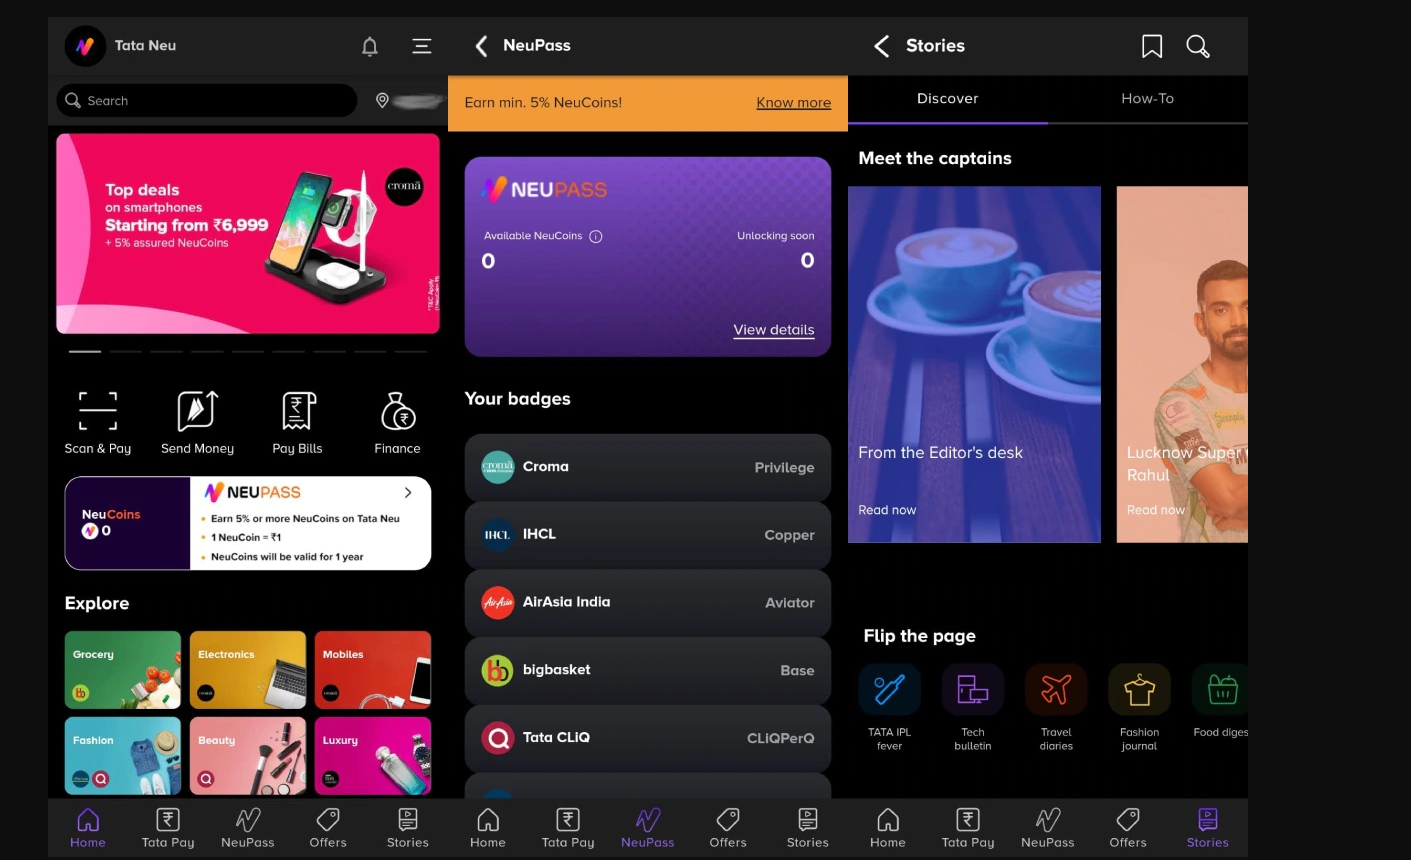 Tata Neu
Search
Top deals
on smartphones
Starting from ₹6,999
+ 5% assured NeuCoins
cromā
Scan & Pay
Send Money
Pay Bills
Finance
NeuCoins
0
NEUPASS
• Earn 5% or more NeuCoins on Tata Neu
• 1 NeuCoin = ₹1
• NeuCoins will be valid for 1 year
Explore
Grocery
bb
Electronics
Mobiles
Fashion
Beauty
Luxury
Home
Tata Pay
NeuPass
Offers
Stories
NeuPass
Earn min. 5% NeuCoins!
Know more
NEUPASS
Available NeuCoins
Unlocking soon
0
0
View details
Your badges
cromā
Croma
Privilege
IHCL
IHCL
Copper
AirAsia
AirAsia India
Aviator
bb
bigbasket
Base
Tata CLiQ
CLiQPerQ
Home
Tata Pay
NeuPass
Offers
Stories
Stories
Discover
How-To
Meet the captains
From the Editor's desk
Read now
Lucknow Super
Rahul
Read now
Flip the page
TATA IPL
fever
Tech
bulletin
Travel
diaries
Fashion
journal
Food diges
Home
Tata Pay
NeuPass
Offers
Stories